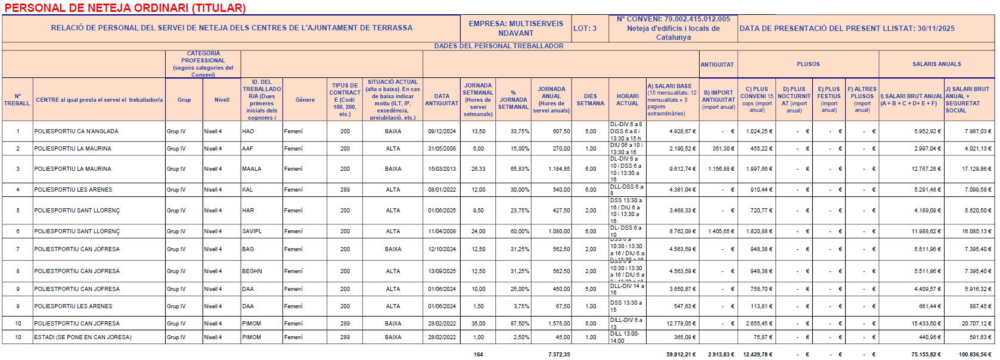 PERSONAL DE NETEJA ORDINARI (TITULAR)
RELACIÓ DE PERSONAL DEL SERVEI DE NETEJA DELS CENTRES DE L'AJUNTAMENT DE TERRASSA
EMPRESA: MULTISERVEIS NDAVANT
LOT: 3
Nº CONVENI: 79.002.415.012.005 Neteja d'edificis i locals de Catalunya
DATA DE PRESENTACIÓ DEL PRESENT LLISTAT: 30/11/2025
DADES DEL PERSONAL TREBALLADOR
CATEGORIA PROFESSIONAL (segons categories del Conveni)
ANTIGUITAT
PLUSOS
SALARIS ANUALS
Nº TREBALL.
CENTRE al qual presta el servei el treballador/a
Grup
Nivell
ID. DEL TREBALLADO R/A (Dues primeres inicials dels cognoms i
Gènere
TIPUS DE CONTRACT E (Codi: 100, 200, etc.)
SITUACIÓ ACTUAL (alta o baixa). En cas de baixa indicar motiu (ILT, IP, excedència, prejubilació, etc.)
DATA ANTIGUITAT
JORNADA SETMANAL (Hores de servei setmanals)
% JORNADA SETMANAL
JORNADA ANUAL (Hores de servei anuals)
DIES SETMANA
HORARI ACTUAL
A) SALARI BASE (15 mensualitats: 12 mensualitats + 3 pagues extraordinàries)
B) IMPORT ANTIGUITAT (import anual)
C) PLUS CONVENI 15 cops (import anual)
D) PLUS NOCTURNIT AT (import anual)
E) PLUS FESTIUS (import anual)
F) ALTRES PLUSOS (import anual)
I) SALARI BRUT ANUAL (A + B + C + D+ E + F)
J) SALARI BRUT ANUAL + SEGURETAT SOCIAL
1 POLIESPORTIU CA N'ANGLADA Grup IV Nivell 4 HAD Femení 200 BAIXA 09/12/2024 13,50 33,75% 607,50 5,00 DL-DIV 6 a 8 DISS 6 a 8 i 13:30 a 15 h 4.928,67 € - € 1.024,25 € - € - € - € 5.952,92 € 7.987,03 €
2 POLIESPORTIU LA MAURINA Grup IV Nivell 4 AAF Femení 200 ALTA 31/05/2008 6,00 15,00% 270,00 1,00 DIU 06 a 10 i 13:30 a 16 2.190,52 € 351,30 € 455,22 € - € - € - € 2.997,04 € 4.021,13 €
3 POLIESPORTIU LA MAURINA Grup IV Nivell 4 MAALA Femení 200 BAIXA 15/03/2013 26,33 65,83% 1.184,85 6,00 DL-DIV 6 a 10 i DSS 6 a 10 i 13:30 a 16 9.612,74 € 1.156,88 € 1.997,66 € - € - € - € 12.767,28 € 17.129,86 €
4 POLIESPORTIU LES ARENES Grup IV Nivell 4 KAL Femení 289 ALTA 08/01/2022 12,00 30,00% 540,00 6,00 DLL-DSS 6 a 8 4.381,04 € - € 910,44 € - € - € - € 5.291,48 € 7.099,58 €
5 POLIESPORTIU SANT LLORENÇ Grup IV Nivell 4 HAR Femení 200 ALTA 01/06/2025 9,50 23,75% 427,50 2,00 DSS 13:30 a 16 / DIU 6 a 10 i 13:30 a 16 3.468,33 € - € 720,77 € - € - € - € 4.189,09 € 5.620,50 €
6 POLIESPORTIU SANT LLORENÇ Grup IV Nivell 4 SAVIPL Femení 200 ALTA 11/04/2008 24,00 60,00% 1.080,00 6,00 DL- DSS 6 a 10 8.762,09 € 1.405,65 € 1.820,88 € - € - € - € 11.988,62 € 16.085,13 €
7 POLIESTPORTIU CAN JOFRESA Grup IV Nivell 4 BAG Femení 200 BAIXA 12/10/2024 12,50 31,25% 562,50 2,00 DSS 6 a 10:30 i 13:30 a 16 / DIU 6 a 9 i 13:30 a 16 4.563,59 € - € 948,38 € - € - € - € 5.511,96 € 7.395,40 €
8 POLIESTPORTIU CAN JOFRESA Grup IV Nivell 4 BEGHN Femení 200 ALTA 13/09/2025 12,50 31,25% 562,50 2,00 DSS 6 a 10:30 i 13:30 a 16 / DIU 6 a 9 i 13:30 a 16 4.563,59 € - € 948,38 € - € - € - € 5.511,96 € 7.395,40 €
9 POLIESTPORTIU CAN JOFRESA Grup IV Nivell 4 DAA Femení 200 ALTA 01/06/2024 10,00 25,00% 450,00 5,00 DLL-DIV 14 a 16 3.650,87 € - € 758,70 € - € - € - € 4.409,57 € 5.916,32 €
9 POLIESPORTIU LES ARENES Grup IV Nivell 4 DAA Femení 200 ALTA 01/06/2024 1,50 3,75% 67,50 1,00 DSS 13:30 a 15 547,63 € - € 113,81 € - € - € - € 661,44 € 887,45 €
10 POLIESTPORTIU CAN JOFRESA Grup IV Nivell 4 PIMOM Femení 289 BAIXA 28/02/2022 35,00 87,50% 1.575,00 5,00 DILL-DIV 6 a 13 12.778,05 € - € 2.655,45 € - € - € - € 15.433,50 € 20.707,12 €
10 ESTADI (SE PONE EN CAN JORESA) Grup IV Nivell 4 PIMOM Femení 289 BAIXA 28/02/2022 1,00 2,50% 45,00 1,00 DILL 13:00-14:00 365,09 € - € 75,87 € - € - € - € 440,96 € 591,63 €
164 7.372,35 59.812,21 € 2.913,83 € 12.429,78 € - € - € - € 75.155,82 € 100.836,56 €